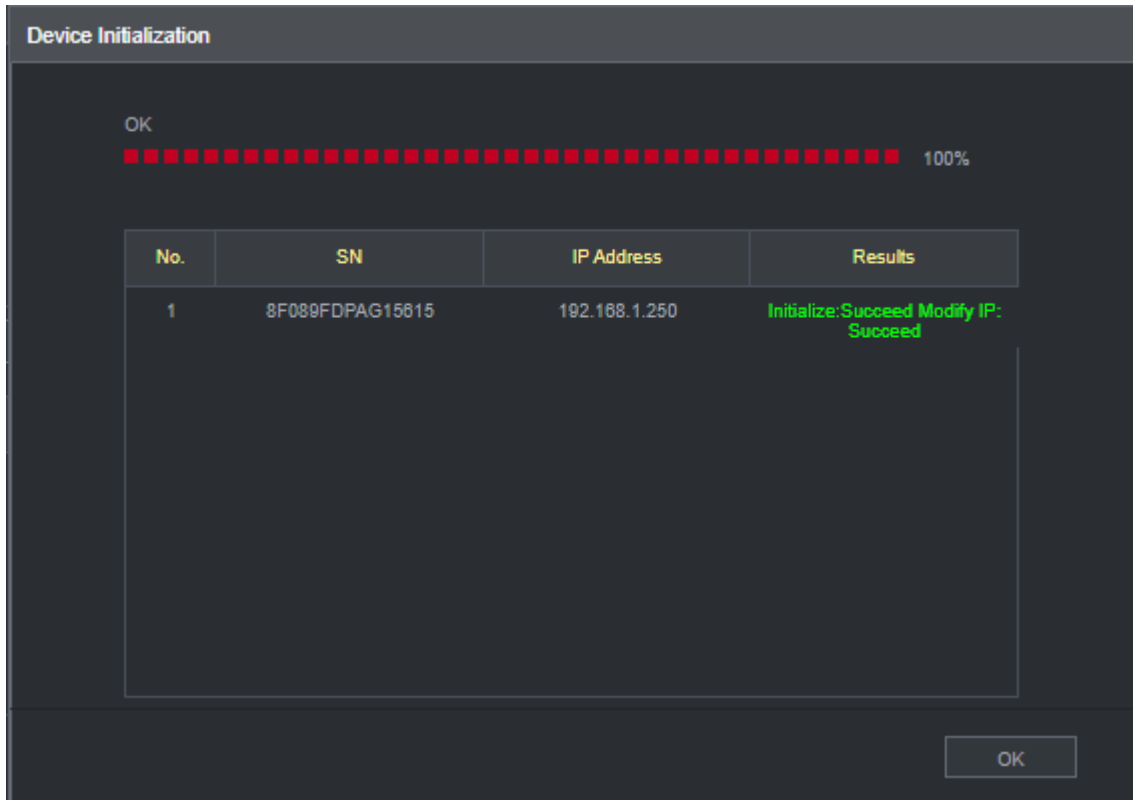 Device Initialization
OK
100%
No. SN IP Address Results
1 8F089FDPAG15615 192.168.1.250 Initialize:Succeed Modify IP:
Succeed
OK